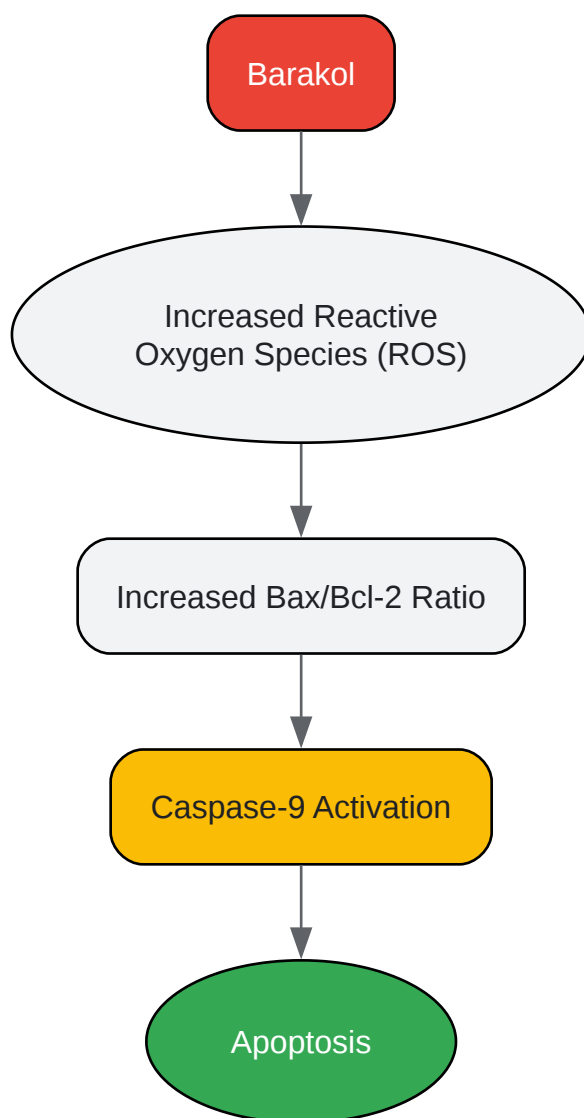 Barakol
Increased Reactive
Oxygen Species (ROS)
Increased Bax/Bcl-2 Ratio
Caspase-9 Activation
Apoptosis